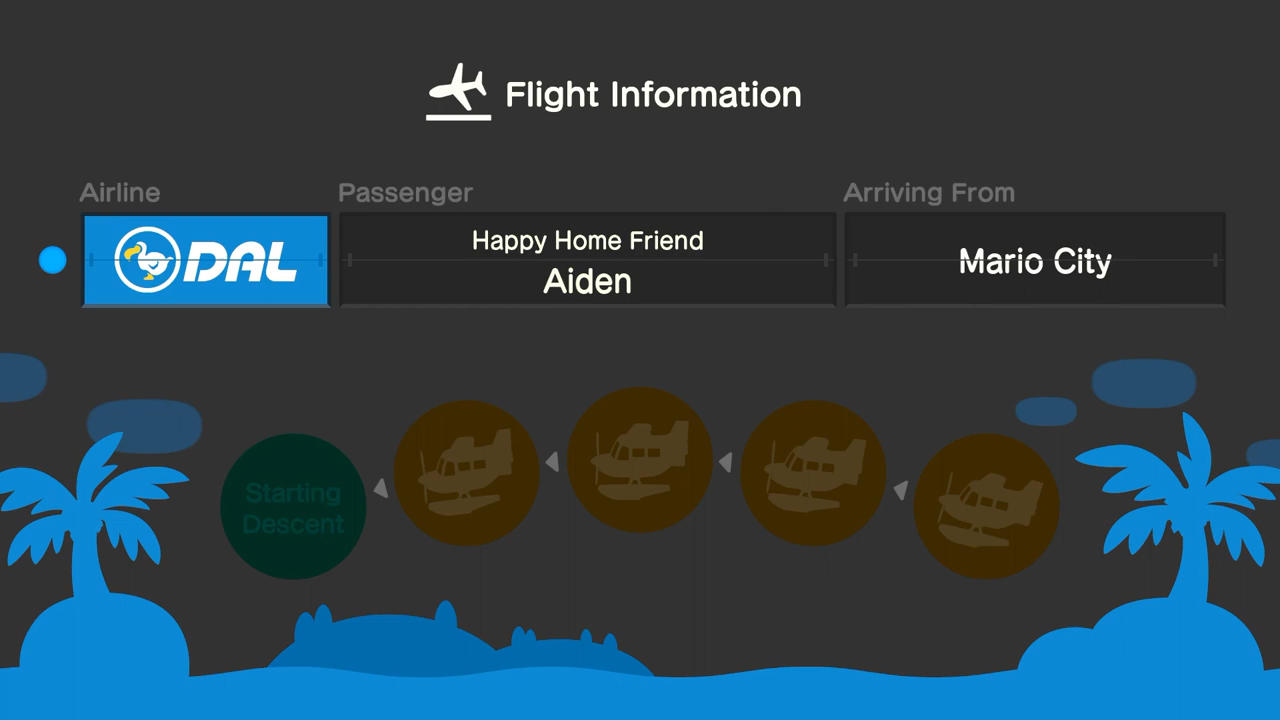 Flight Information
Airline
Passenger
Arriving From
DAL
Happy Home Friend
Aiden
Mario City
Starting
Descent